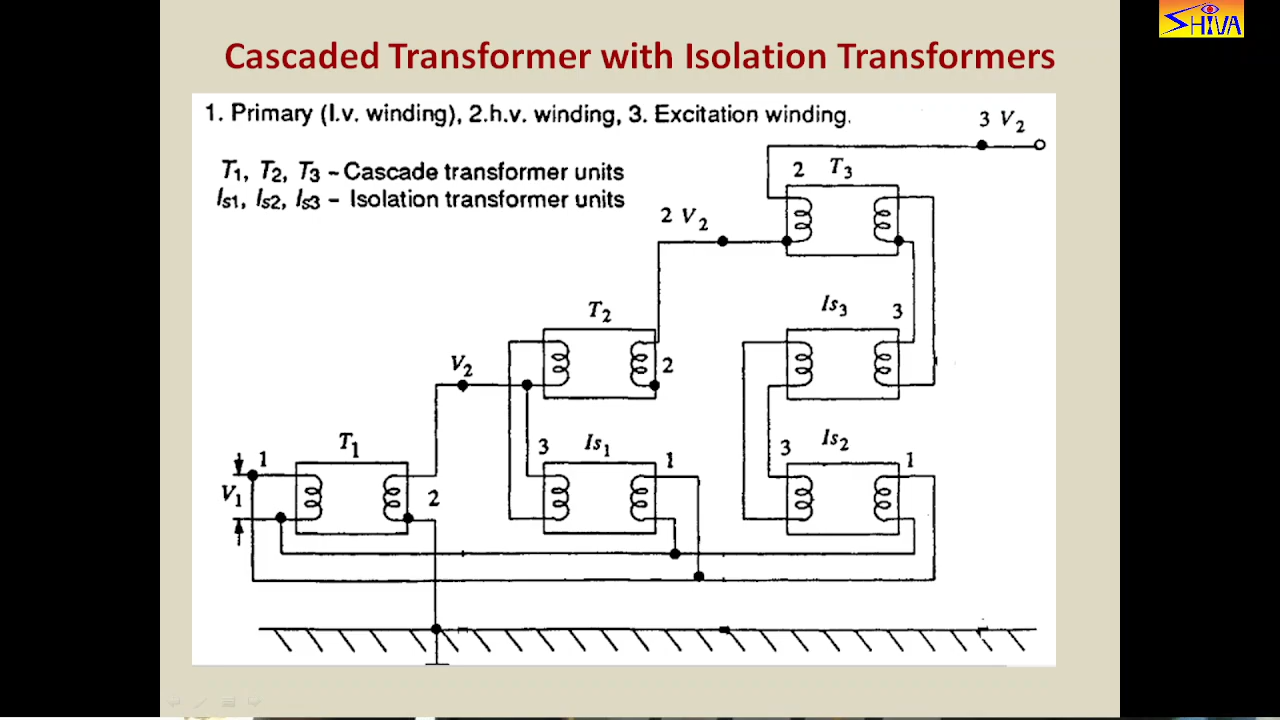 SHIVA
Cascaded Transformer with Isolation Transformers
1. Primary (l.v. winding), 2.h.v. winding, 3. Excitation winding.
T1, T2, T3 – Cascade transformer units
Is1, Is2, Is3 – Isolation transformer units
3 V2
2 T3
2 V2
T2
Is3 3
V2
2
T1
3 Is1 1
3 Is2 1
1
V1
2